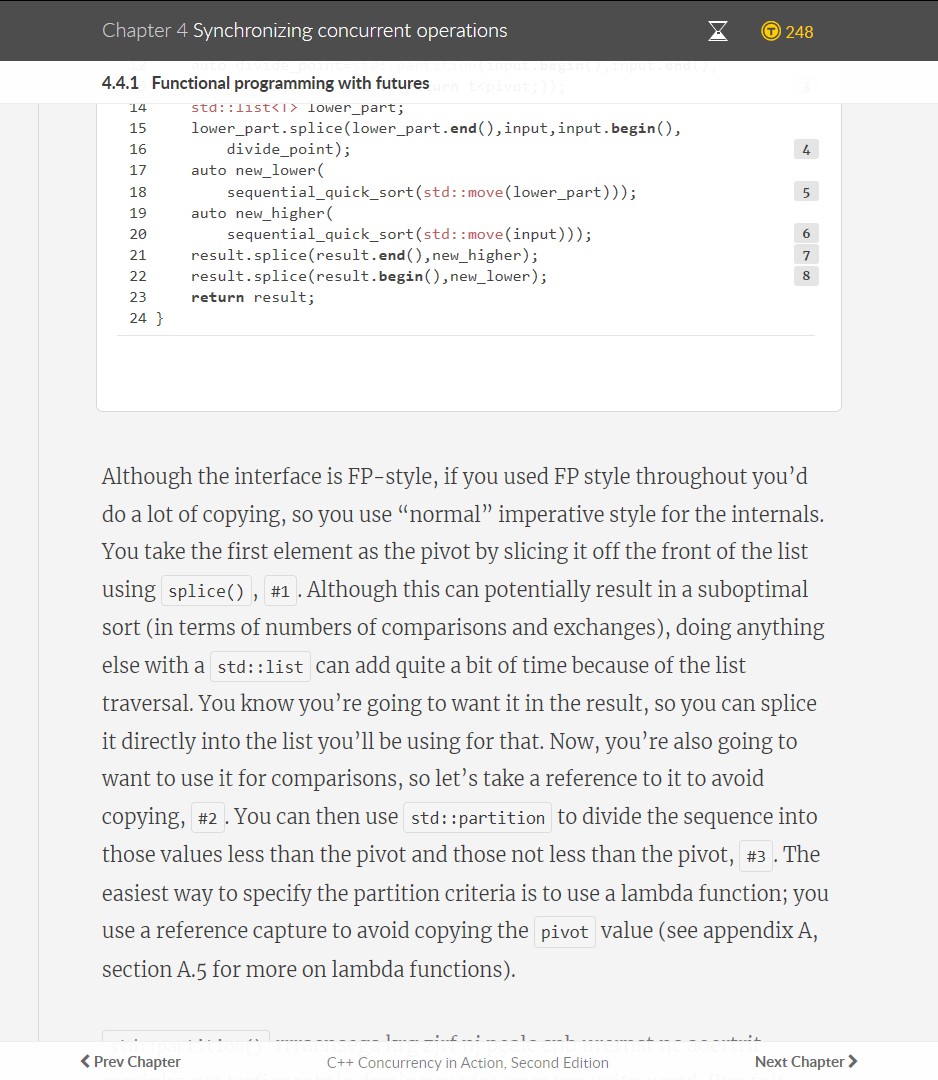 Chapter 4 Synchronizing concurrent operations
248
4.4.1 Functional programming with futures
14 std::list<T> lower_part;
15 lower_part.splice(lower_part.end(),input,input.begin(),
16 divide_point); 4
17 auto new_lower(
18 sequential_quick_sort(std::move(lower_part))); 5
19 auto new_higher(
20 sequential_quick_sort(std::move(input))); 6
21 result.splice(result.end(),new_higher); 7
22 result.splice(result.begin(),new_lower); 8
23 return result;
24 }
Although the interface is FP-style, if you used FP style throughout you’d
do a lot of copying, so you use “normal” imperative style for the internals.
You take the first element as the pivot by slicing it off the front of the list
using splice() , #1 . Although this can potentially result in a suboptimal
sort (in terms of numbers of comparisons and exchanges), doing anything
else with a std::list can add quite a bit of time because of the list
traversal. You know you’re going to want it in the result, so you can splice
it directly into the list you’ll be using for that. Now, you’re also going to
want to use it for comparisons, so let’s take a reference to it to avoid
copying, #2 . You can then use std::partition to divide the sequence into
those values less than the pivot and those not less than the pivot, #3 . The
easiest way to specify the partition criteria is to use a lambda function; you
use a reference capture to avoid copying the pivot value (see appendix A,
section A.5 for more on lambda functions).
Prev Chapter
C++ Concurrency in Action, Second Edition
Next Chapter